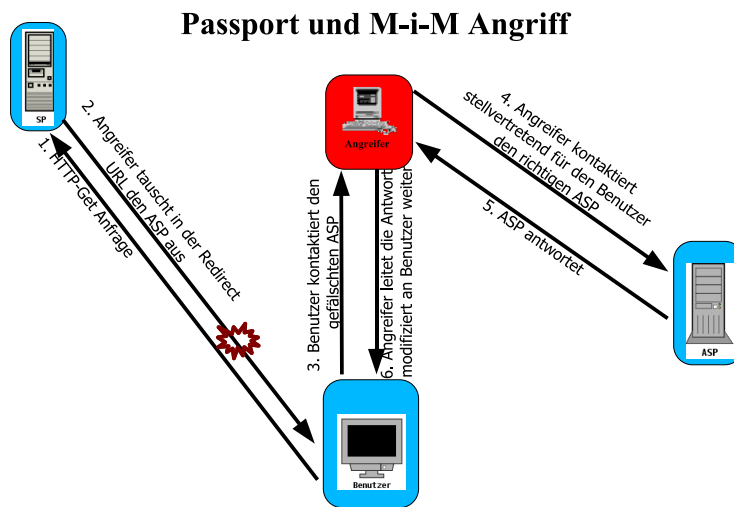 Passport und M-i-M Angriff
SP
1. HTTP-Get Anfrage
2. Angreifer tauscht in der Redirect
URL den ASP aus
Angreifer
3. Benutzer kontaktiert den
gefälschten ASP
4. Angreifer kontaktiert
stellvertretend für den Benutzer
den richtigen ASP
5. ASP antwortet
ASP
6. Angreifer leitet die Antwort
modifiziert an Benutzer weiter
Benutzer